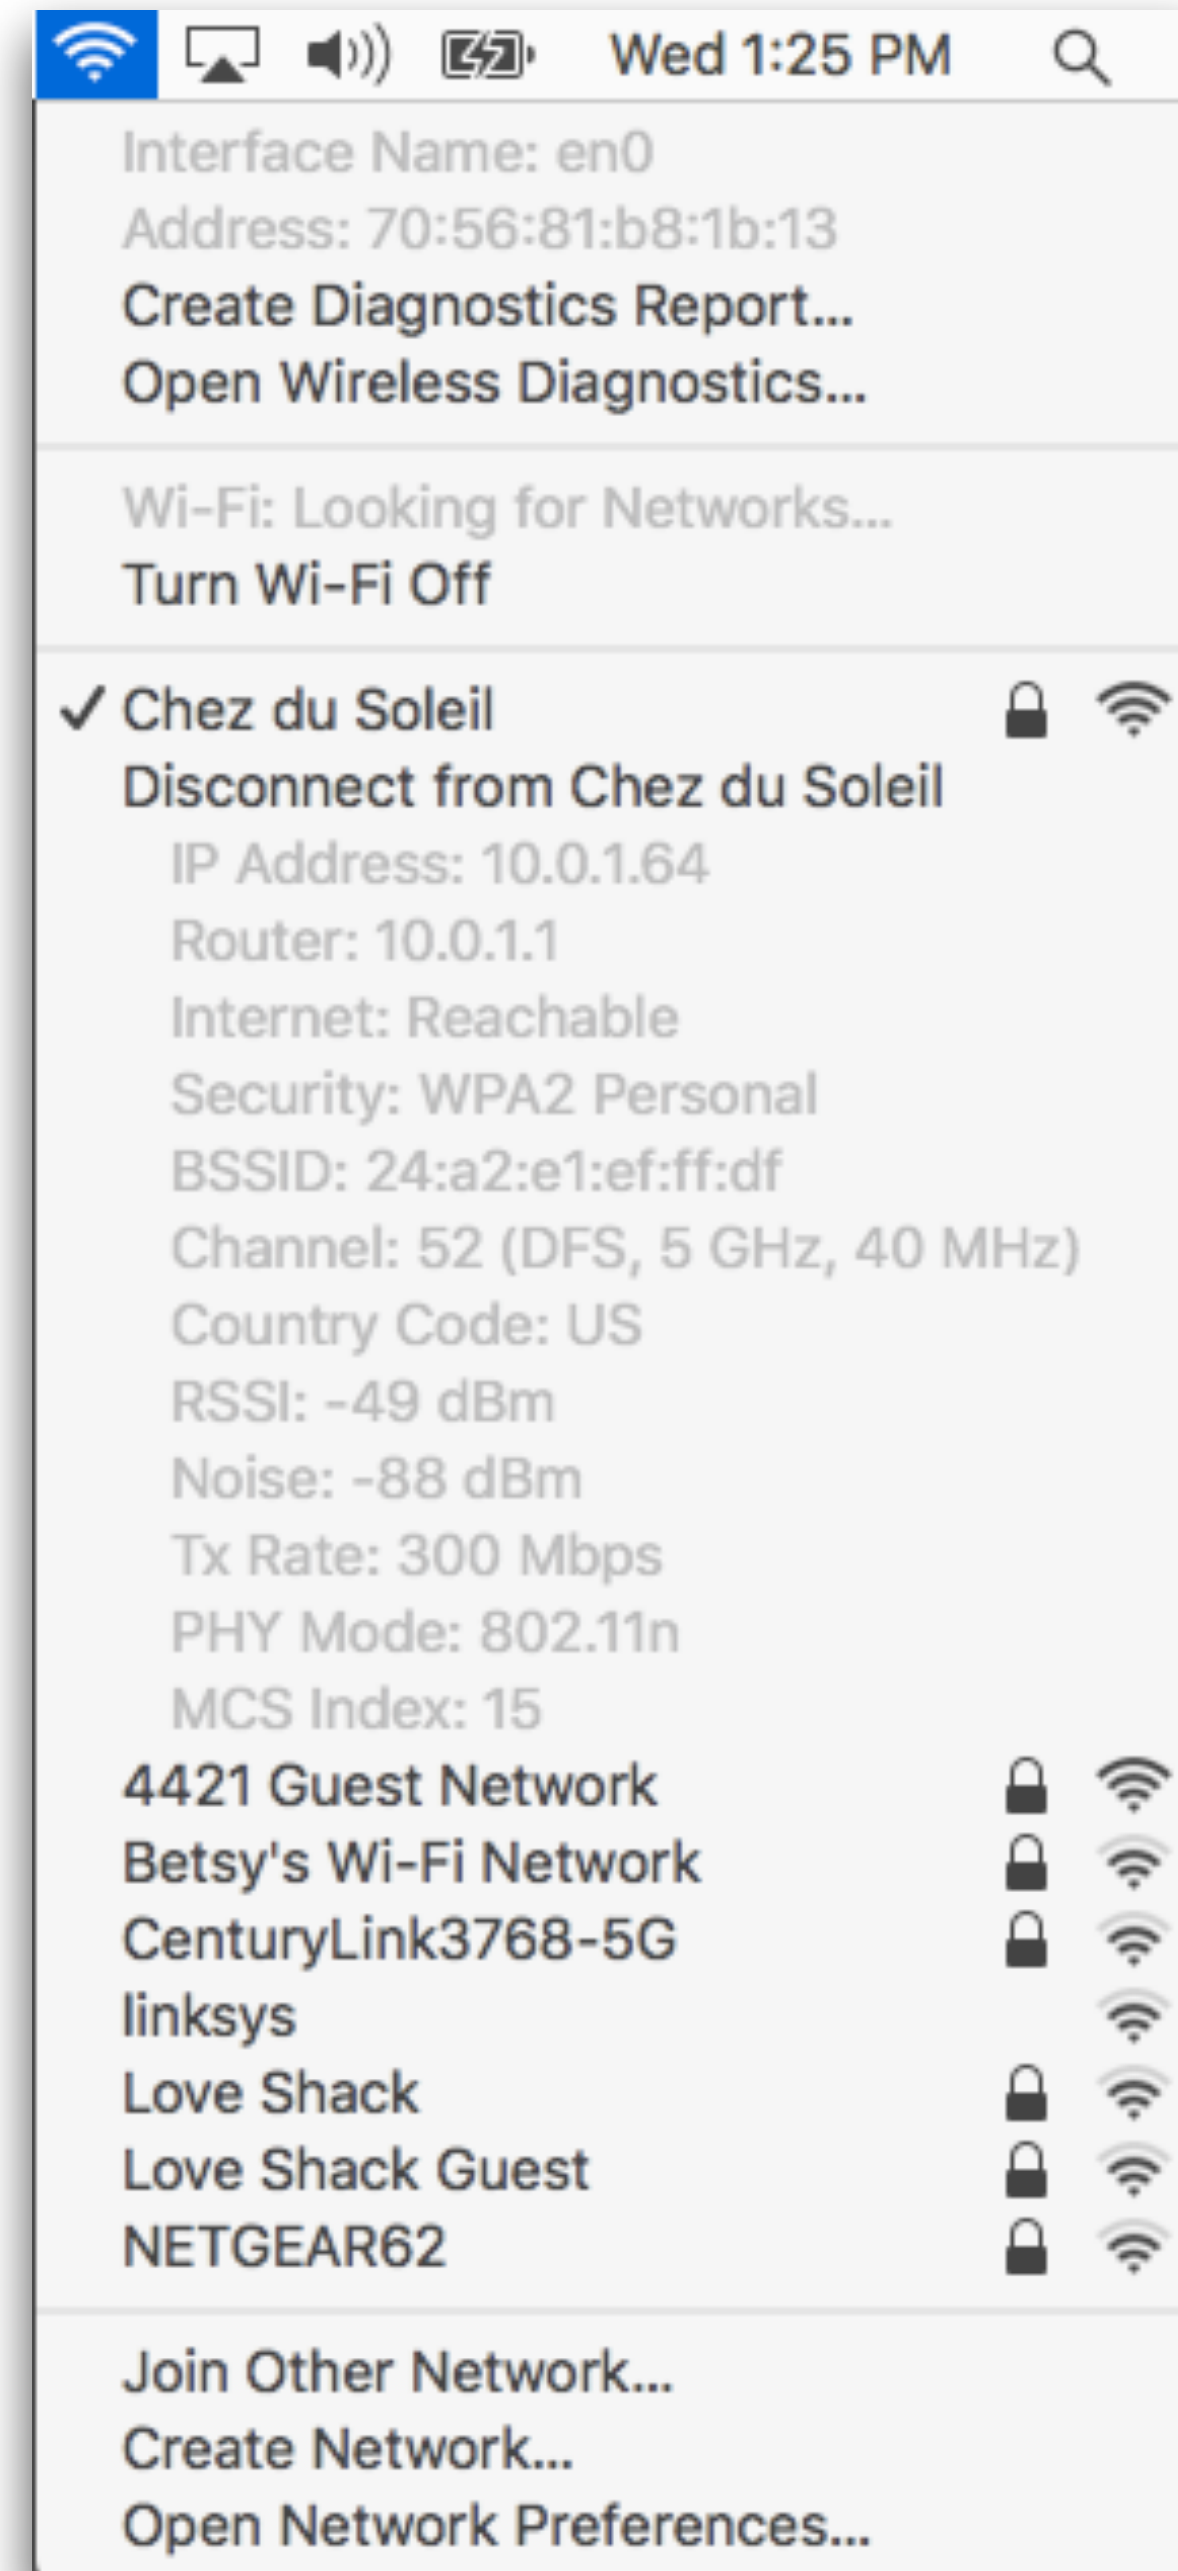 Wed 1:25 PM
Interface Name: en0
Address: 70:56:81:b8:1b:13
Create Diagnostics Report...
Open Wireless Diagnostics...
Wi-Fi: Looking for Networks...
Turn Wi-Fi Off
✓ Chez du Soleil
Disconnect from Chez du Soleil
IP Address: 10.0.1.64
Router: 10.0.1.1
Internet: Reachable
Security: WPA2 Personal
BSSID: 24:a2:e1:ef:ff:df
Channel: 52 (DFS, 5 GHz, 40 MHz)
Country Code: US
RSSI: -49 dBm
Noise: -88 dBm
Tx Rate: 300 Mbps
PHY Mode: 802.11n
MCS Index: 15
4421 Guest Network
Betsy's Wi-Fi Network
CenturyLink3768-5G
linksys
Love Shack
Love Shack Guest
NETGEAR62
Join Other Network...
Create Network...
Open Network Preferences...